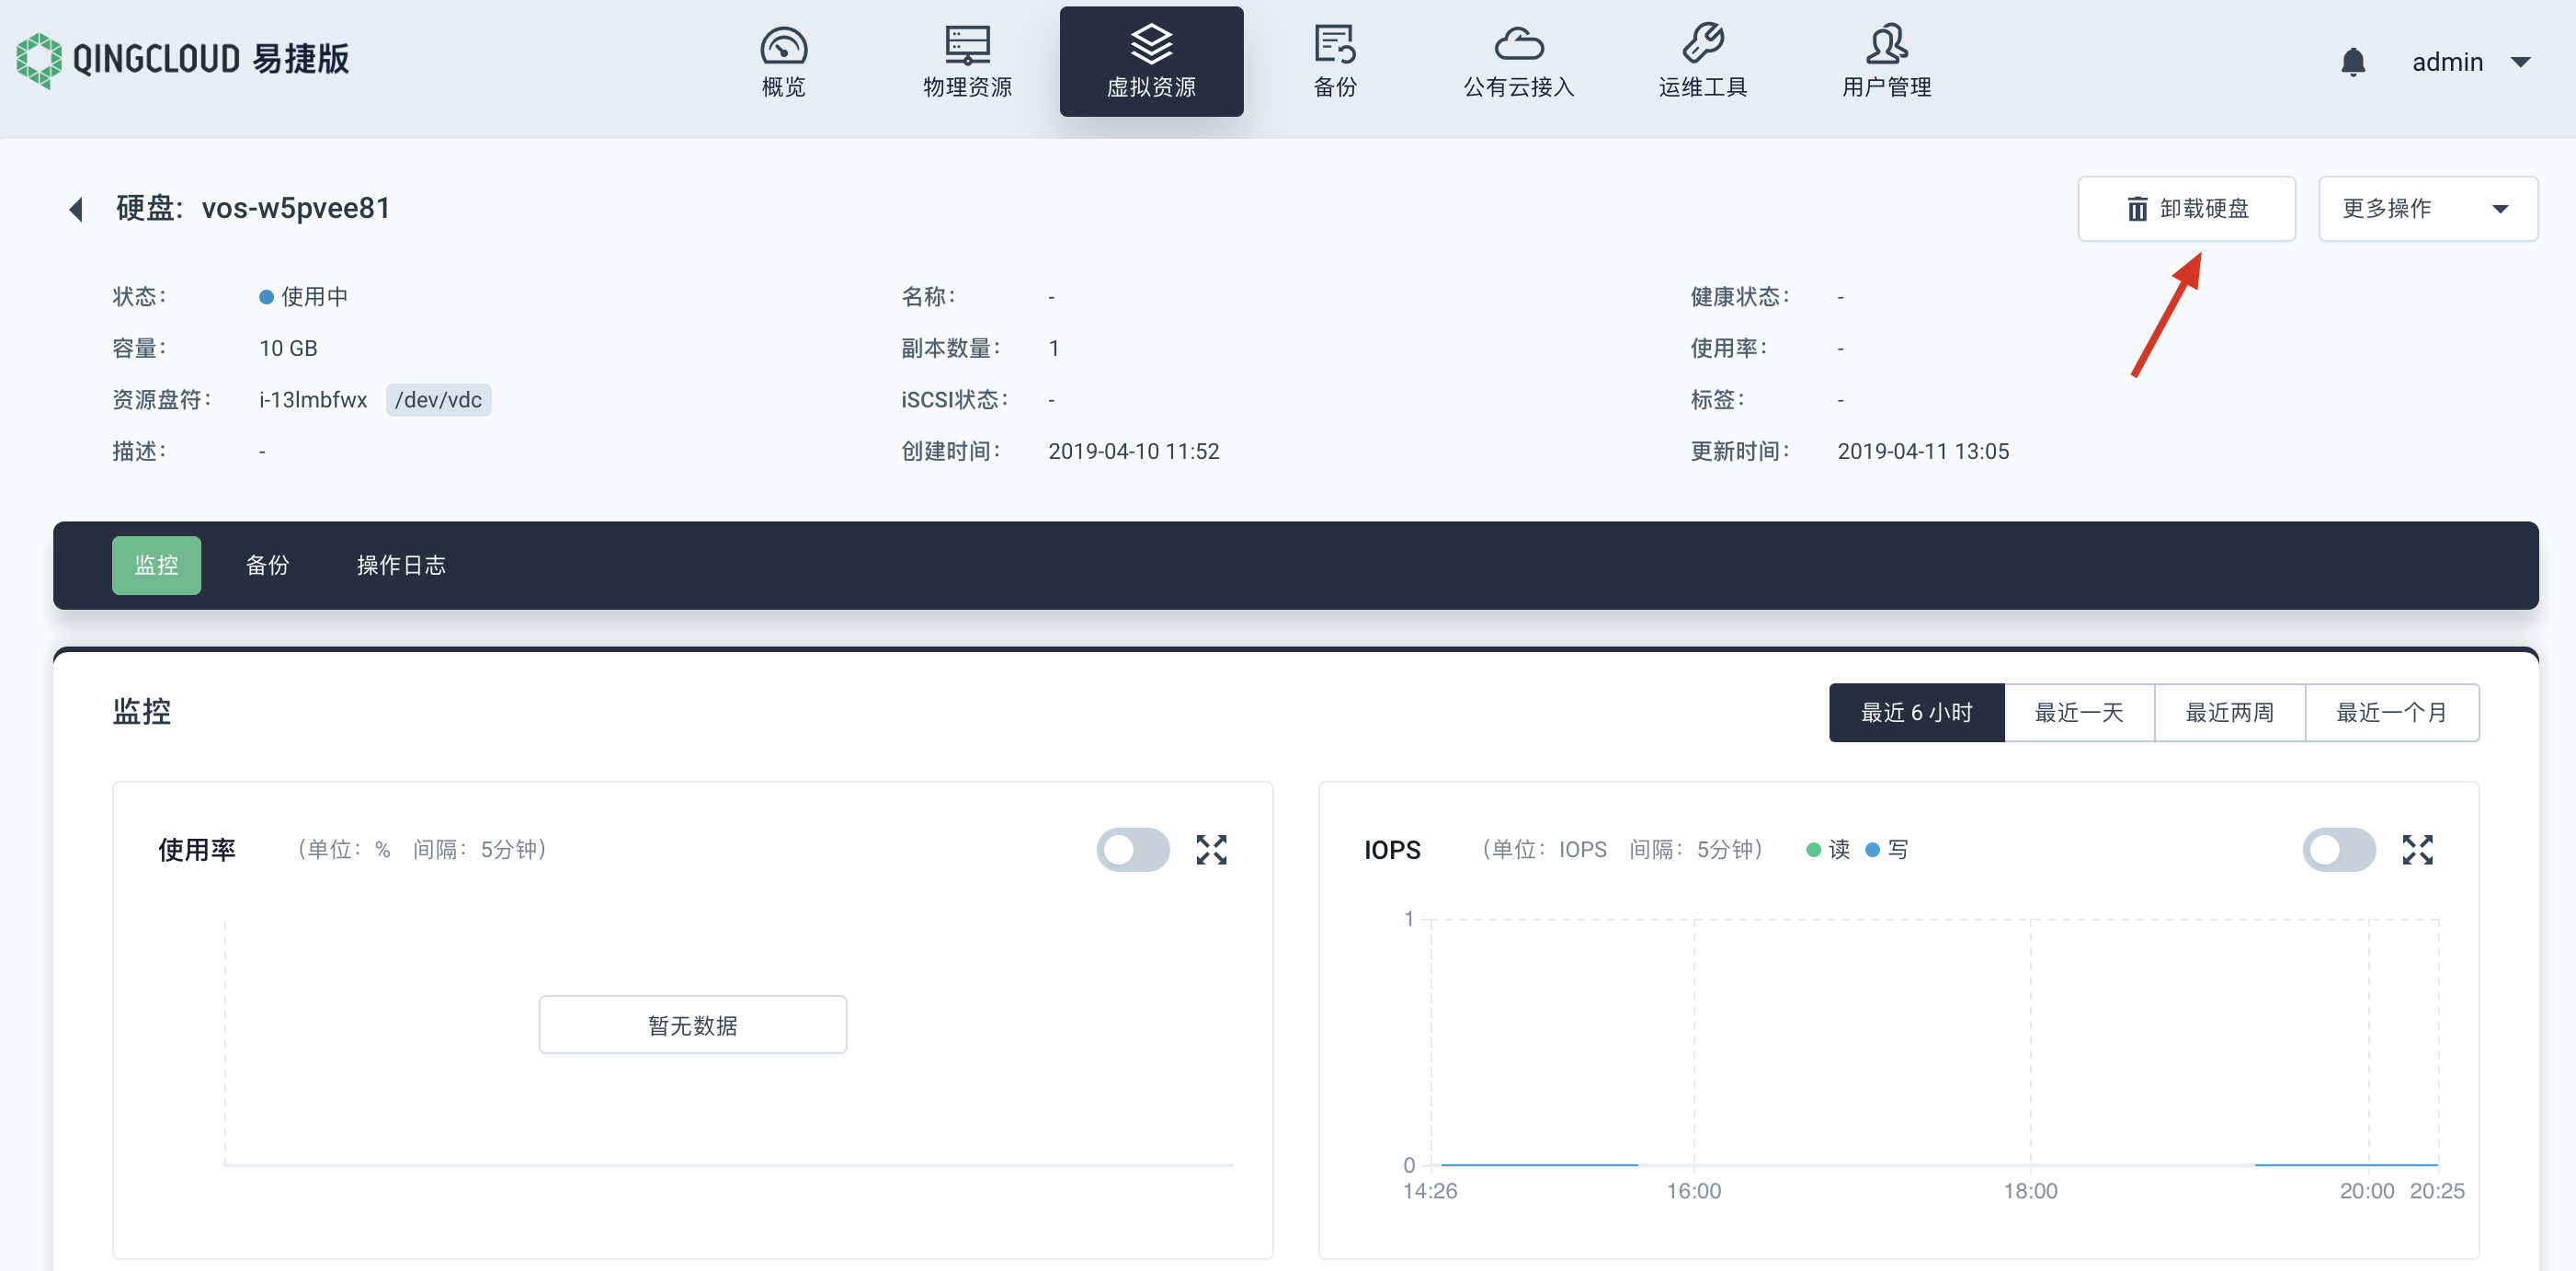 QINGCLOUD 易捷版
概览
物理资源
虚拟资源
备份
公有云接入
运维工具
用户管理
admin
硬盘: vos-w5pvee81
卸载硬盘
更多操作
状态: 使用中
名称: -
健康状态: -
容量: 10 GB
副本数量: 1
使用率: -
资源盘符: i-13lmbfwx /dev/vdc
iSCSI状态: -
标签: -
描述: -
创建时间: 2019-04-10 11:52
更新时间: 2019-04-11 13:05
监控 备份 操作日志
监控
最近 6 小时 最近一天 最近两周 最近一个月
使用率 (单位: % 间隔: 5分钟)
暂无数据
IOPS (单位: IOPS 间隔: 5分钟) 读 写
1
0
14:26 16:00 18:00 20:00 20:25